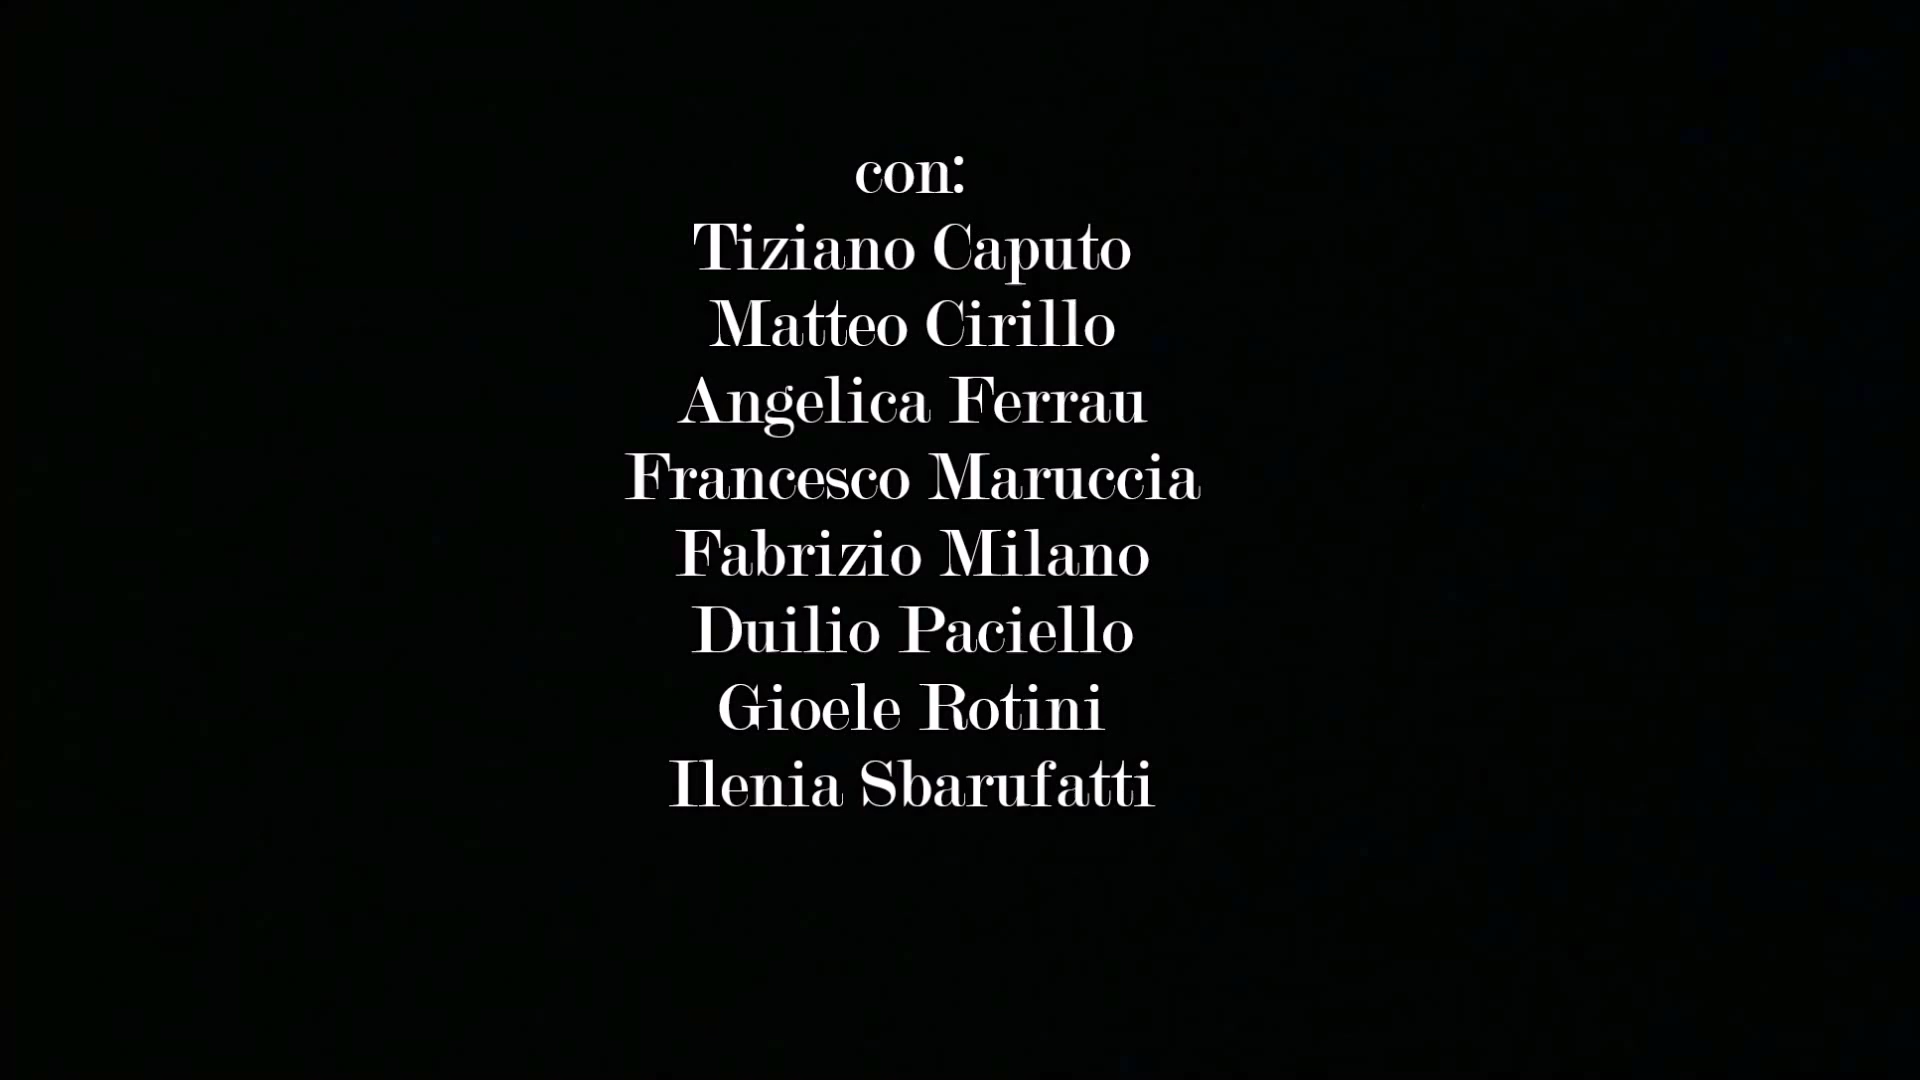 con:
Tiziano Caputo
Matteo Cirillo
Angelica Ferrau
Francesco Maruccia
Fabrizio Milano
Duilio Paciello
Gioele Rotini
Ilenia Sbarufatti